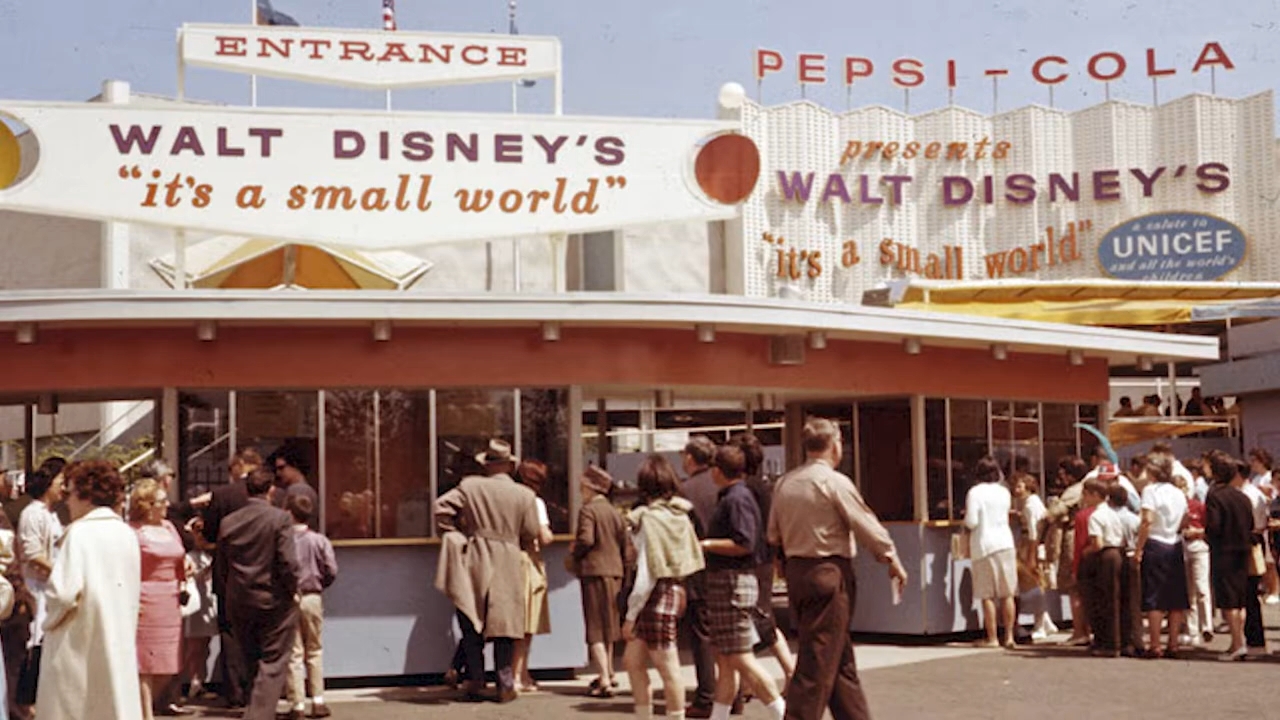 ENTRANCE
WALT DISNEY'S
"it's a small world"
PEPSI-COLA
presents
WALT DISNEY'S
"it's a small world"
a salute to
UNICEF
and all the world's
children